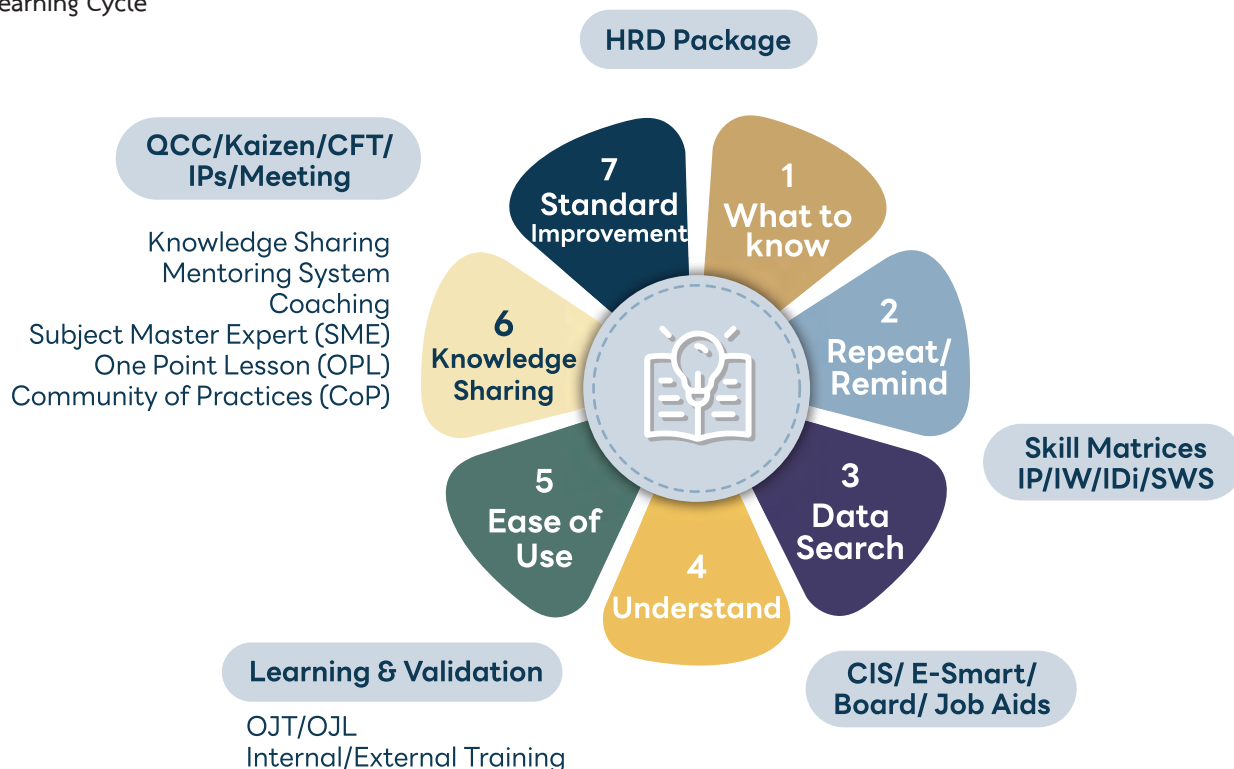 earning Cycle
HRD Package
QCC/Kaizen/CFT/
IPs/Meeting
Knowledge Sharing
Mentoring System
Coaching
Subject Master Expert (SME)
One Point Lesson (OPL)
Community of Practices (CoP)
7
Standard
Improvement
1
What to
know
2
Repeat/
Remind
6
Knowledge
Sharing
3
Data
Search
5
Ease of
Use
4
Understand
Skill Matrices
IP/IW/IDi/SWS
Learning & Validation
OJT/OJL
Internal/External Training
CIS/ E-Smart/
Board/ Job Aids